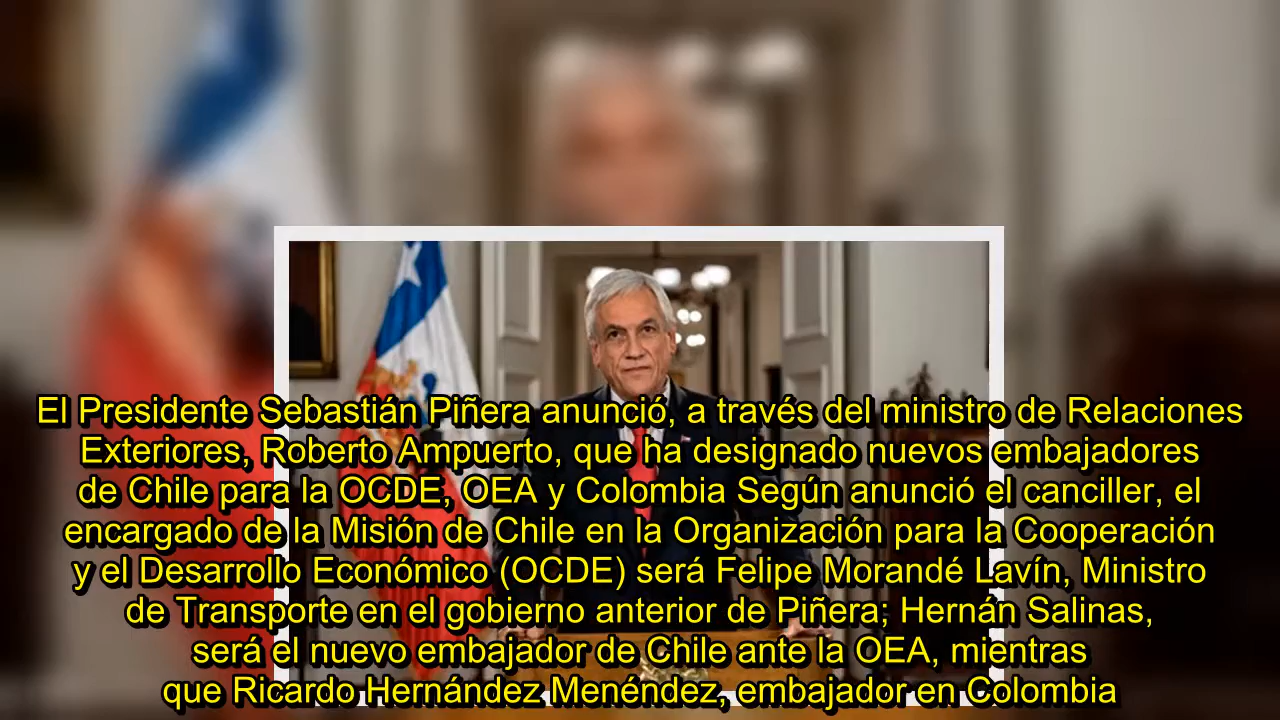 El Presidente Sebastián Piñera anunció, a través del ministro de Relaciones
Exteriores, Roberto Ampuerto, que ha designado nuevos embajadores
de Chile para la OCDE, OEA y Colombia Según anunció el canciller, el
encargado de la Misión de Chile en la Organización para la Cooperación
y el Desarrollo Económico (OCDE) será Felipe Morandé Lavín, Ministro
de Transporte en el gobierno anterior de Piñera; Hernán Salinas,
será el nuevo embajador de Chile ante la OEA, mientras
que Ricardo Hernández Menéndez, embajador en Colombia